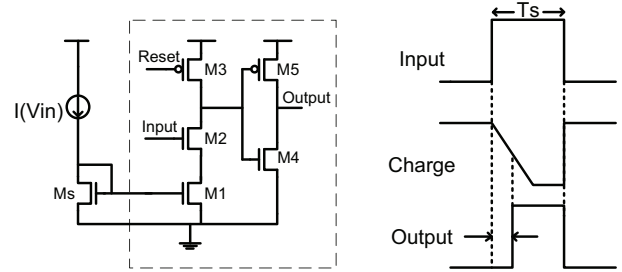 Reset
M3
M5
I(Vin)
Output
Input
M2
M4
Ms
M1
Ts
Input
Charge
Output